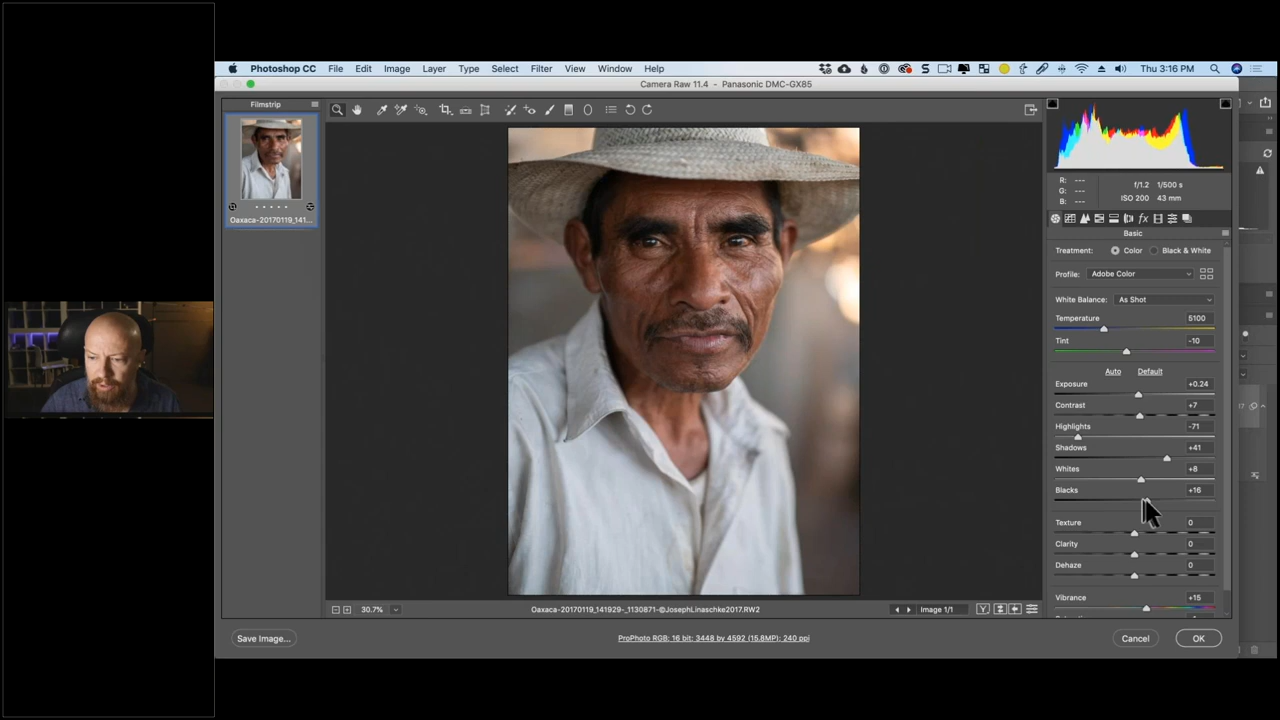 Photoshop CC File Edit Image Layer Type Select Filter View Window Help Thu 3:16 PM
Camera Raw 11.4 - Panasonic DMC-GX85
Filmstrip
Oaxaca-20170119_141...
R: ---
G: ---
B: ---
f/1.2 1/500 s
ISO 200 43 mm
Basic
Treatment: Color Black & White
Profile: Adobe Color
White Balance: As Shot
Temperature 5100
Tint -10
Auto Default
Exposure +0.24
Contrast +7
Highlights -71
Shadows +41
Whites +8
Blacks +16
Texture 0
Clarity 0
Dehaze 0
Vibrance +15
30.7% Oaxaca-20170119_141929-_1130871-©JosephLinaschke2017.RW2 Image 1/1
Save Image... ProPhoto RGB; 16 bit; 3448 by 4592 (15.8MP); 240 ppi Cancel OK